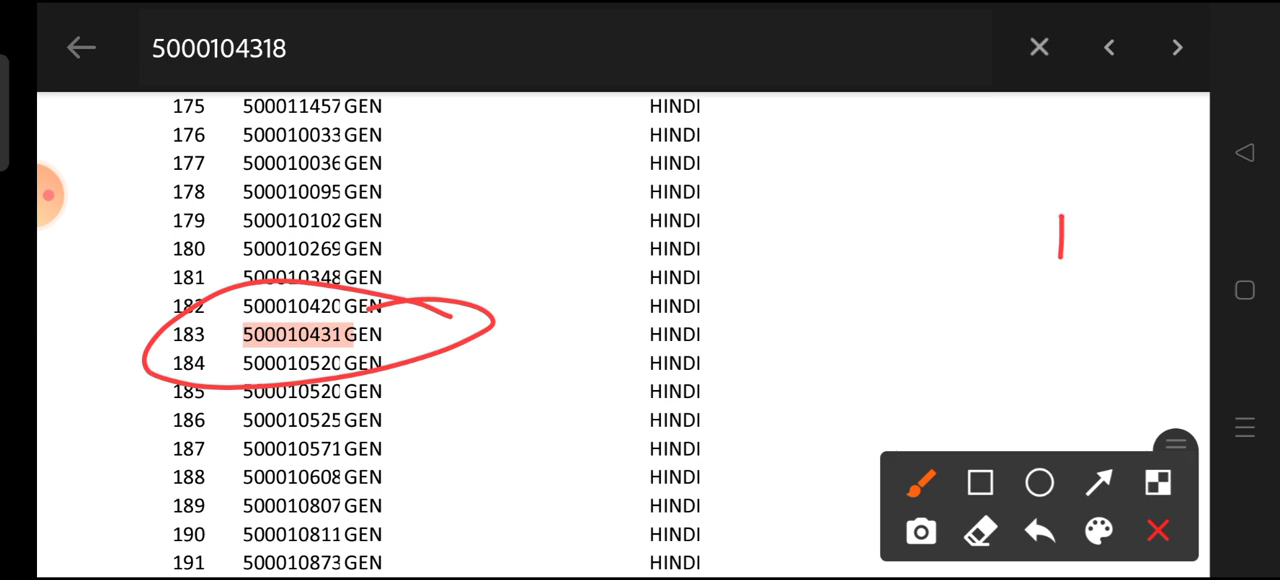 5000104318
175 500011457 GEN HINDI
176 500010033 GEN HINDI
177 500010036 GEN HINDI
178 500010095 GEN HINDI
179 500010102 GEN HINDI
180 500010269 GEN HINDI
181 500010348 GEN HINDI
182 500010420 GEN HINDI
183 500010431 GEN HINDI
184 500010520 GEN HINDI
185 500010520 GEN HINDI
186 500010525 GEN HINDI
187 500010571 GEN HINDI
188 500010608 GEN HINDI
189 500010807 GEN HINDI
190 500010811 GEN HINDI
191 500010873 GEN HINDI